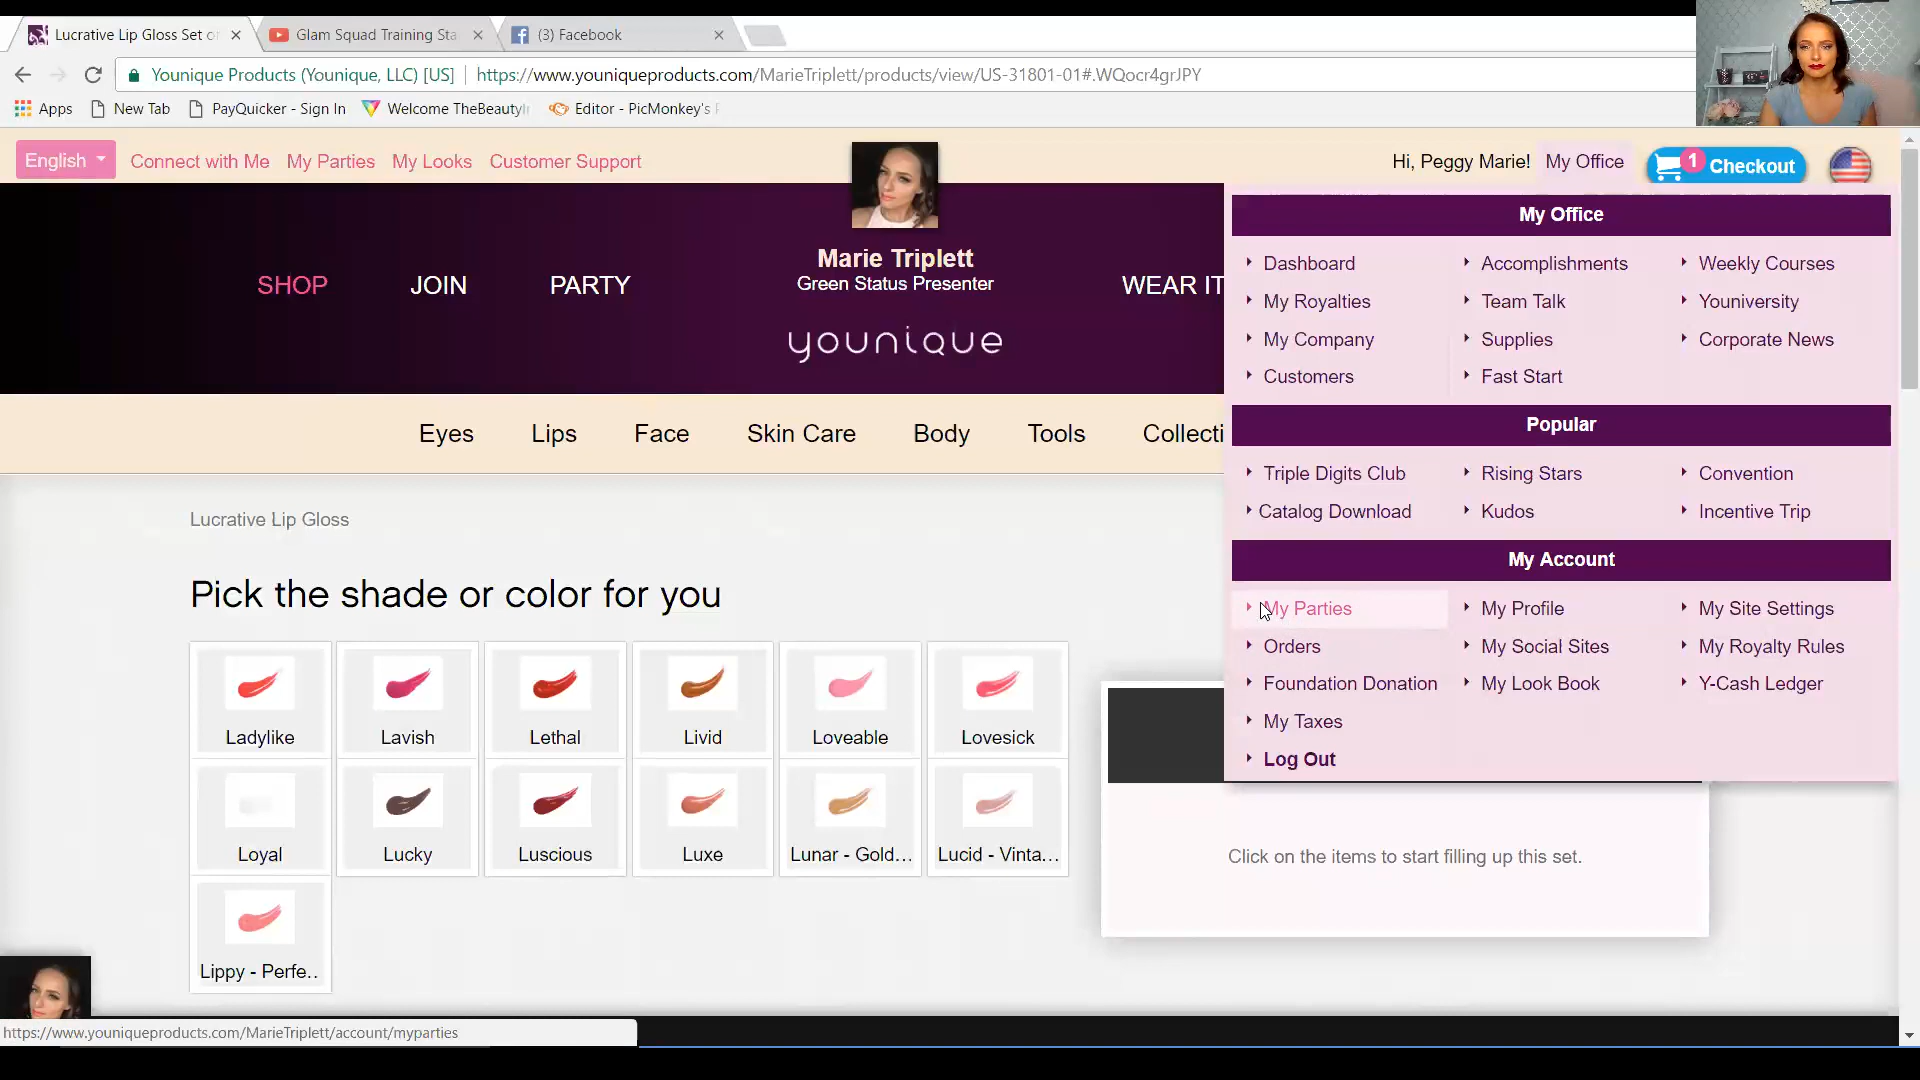 Lucrative Lip Gloss Set o
Glam Squad Training Sta
(3) Facebook
Younique Products (Younique, LLC) [US]
https://www.youniqueproducts.com/MarieTriplett/products/view/US-31801-01#.WQocr4grJPY
Apps
New Tab
PayQuicker - Sign In
Welcome TheBeautyI
Editor - PicMonkey's
English
Connect with Me
My Parties
My Looks
Customer Support
Hi, Peggy Marie!
My Office
1
Checkout
SHOP
JOIN
PARTY
Marie Triplett
Green Status Presenter
younique
WEAR IT
Eyes
Lips
Face
Skin Care
Body
Tools
Collecti
My Office
Dashboard
Accomplishments
Weekly Courses
My Royalties
Team Talk
Youniversity
My Company
Supplies
Corporate News
Customers
Fast Start
Popular
Triple Digits Club
Rising Stars
Convention
Catalog Download
Kudos
Incentive Trip
My Account
My Parties
My Profile
My Site Settings
Orders
My Social Sites
My Royalty Rules
Foundation Donation
My Look Book
Y-Cash Ledger
My Taxes
Log Out
Lucrative Lip Gloss
Pick the shade or color for you
Ladylike
Lavish
Lethal
Livid
Loveable
Lovesick
Loyal
Lucky
Luscious
Luxe
Lunar - Gold...
Lucid - Vinta...
Lippy - Perfe..
Click on the items to start filling up this set.
https://www.youniqueproducts.com/MarieTriplett/account/myparties